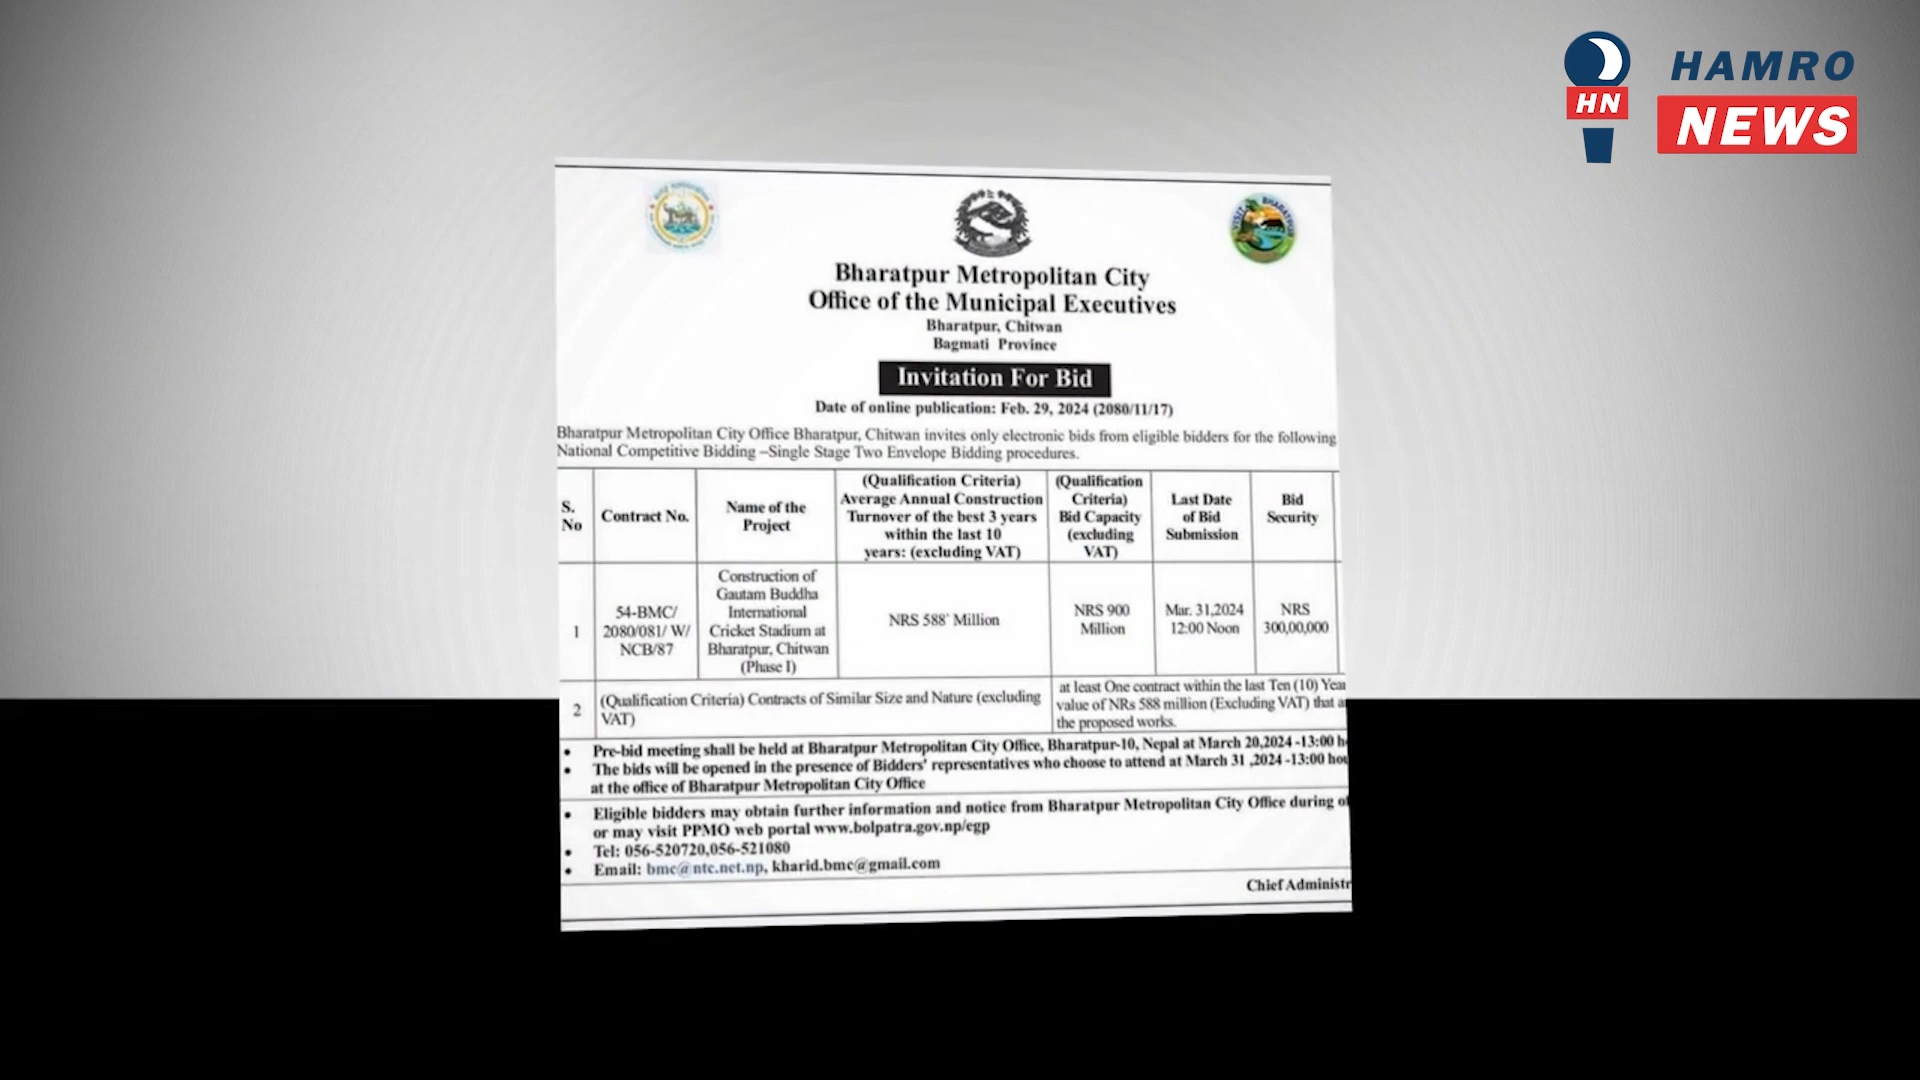 HAMRO
HN
NEWS
VISIT BHARATPUR
Bharatpur Metropolitan City
Office of the Municipal Executives
Bharatpur, Chitwan
Bagmati Province
Invitation For Bid
Date of online publication: Feb. 29, 2024 (2080/11/17)
Bharatpur Metropolitan City Office Bharatpur, Chitwan invites only electronic bids from eligible bidders for the following
National Competitive Bidding –Single Stage Two Envelope Bidding procedures.
S. No
Contract No.
Name of the
Project
(Qualification Criteria)
Average Annual Construction
Turnover of the best 3 years
within the last 10
years: (excluding VAT)
(Qualification
Criteria)
Bid Capacity
(excluding
VAT)
Last Date
of Bid
Submission
Bid
Security
1
54-BMC/
2080/081/ W/
NCB/87
Construction of
Gautam Buddha
International
Cricket Stadium at
Bharatpur, Chitwan
(Phase I)
NRS 588' Million
NRS 900
Million
Mar. 31,2024
12:00 Noon
NRS
300,00,000
2
(Qualification Criteria) Contracts of Similar Size and Nature (excluding
VAT)
at least One contract within the last Ten (10) Yea
value of NRs 588 million (Excluding VAT) that a
the proposed works.
• Pre-bid meeting shall be held at Bharatpur Metropolitan City Office, Bharatpur-10, Nepal at March 20,2024 -13:00 h
• The bids will be opened in the presence of Bidders' representatives who choose to attend at March 31 ,2024 -13:00 hou
at the office of Bharatpur Metropolitan City Office
• Eligible bidders may obtain further information and notice from Bharatpur Metropolitan City Office during of
or may visit PPMO web portal www.bolpatra.gov.np/egp
• Tel: 056-520720,056-521080
• Email: bmc@ntc.net.np, kharid.bmc@gmail.com
Chief Administr